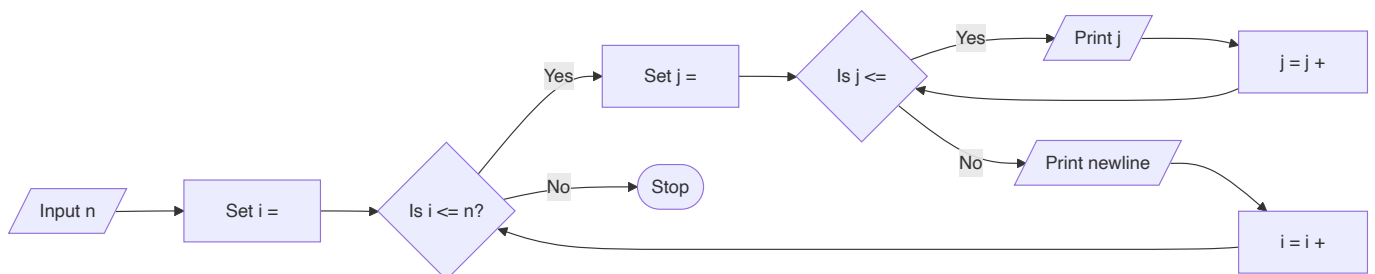 Input n
Set i =
Is i <= n?
Yes
No
Stop
Set j =
Is j <=
Yes
Print j
j = j +
No
Print newline
i = i +